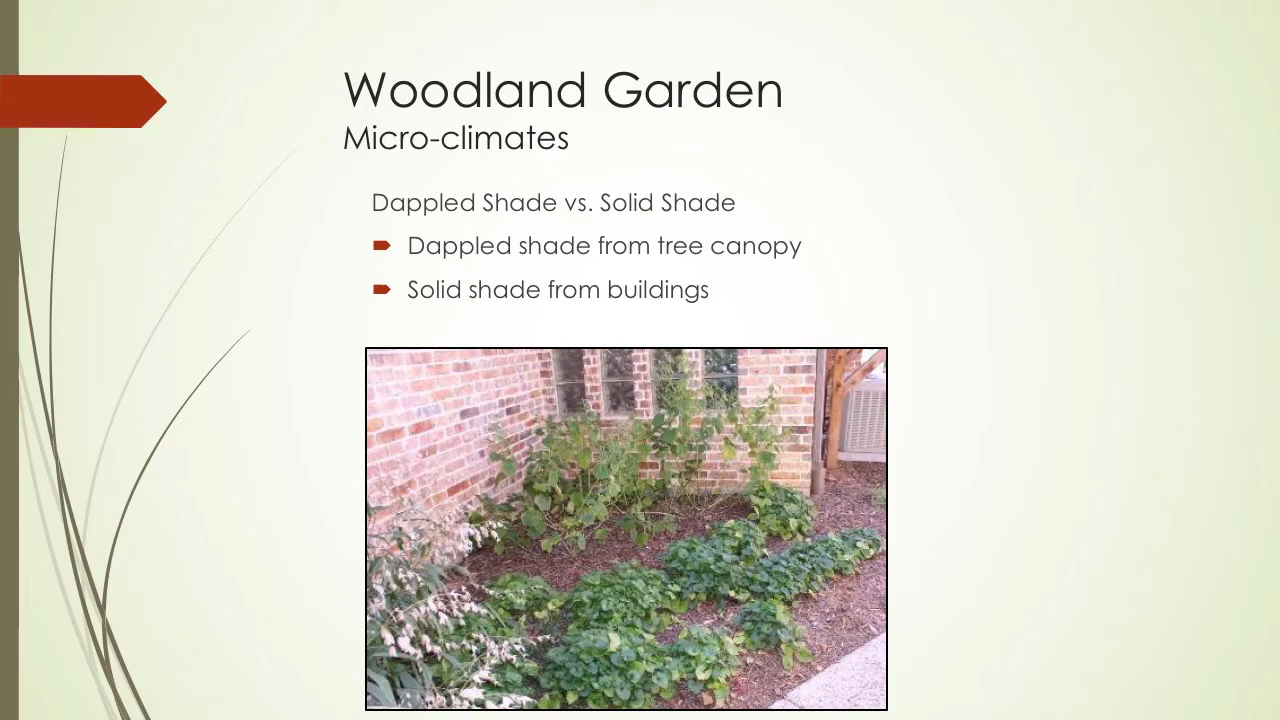 Woodland Garden
Micro-climates
Dappled Shade vs. Solid Shade
Dappled shade from tree canopy
Solid shade from buildings